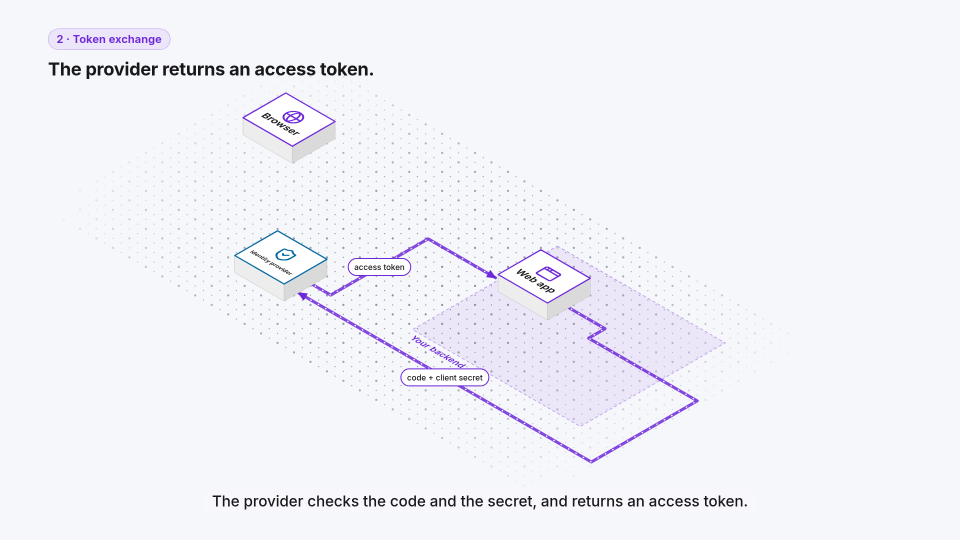 2 · Token exchange
The provider returns an access token.
Browser
Identity provider
access token
Web app
Your backend
code + client secret
The provider checks the code and the secret, and returns an access token.